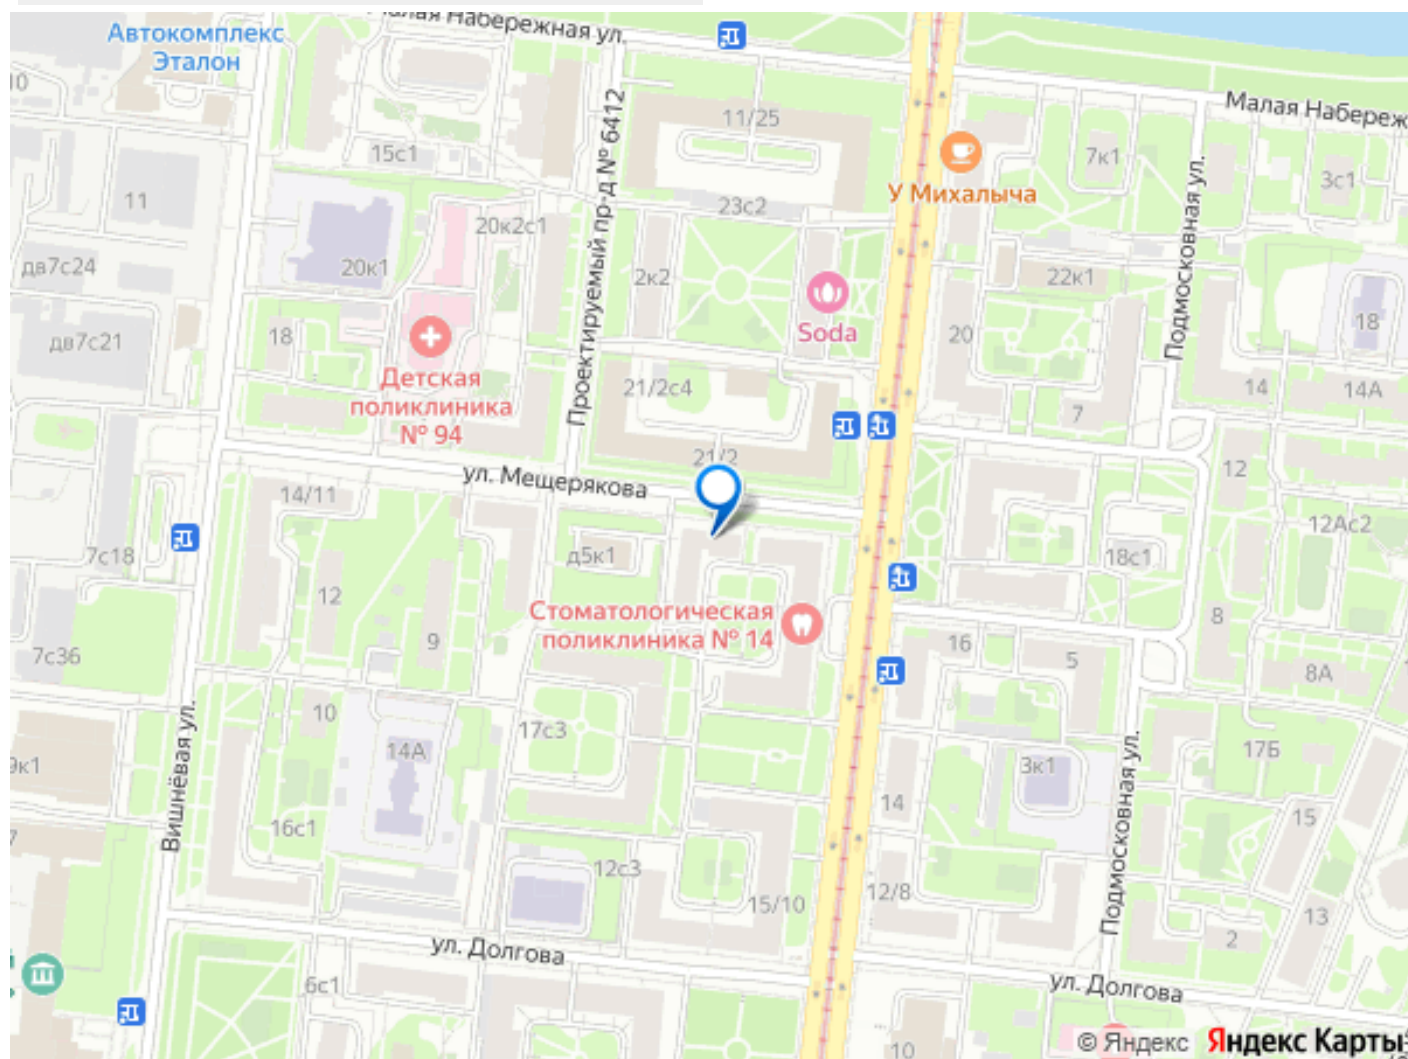 Малая Набережная ул.
Автокомплекс
Эталон
10
11/25
Малая Набереж
Проектируемый пр-д № 6412
15с1
7к1
У Михалыча
3с1
11
23с2
20к2с1
Подмосковная ул.
дв7с24
20к1
2к2
22к1
Soda
18
20
18
дв7с21
Детская
поликлиника
№ 94
21/2с4
14
14А
7
21/2
12
ул. Мещерякова
14/11
12Ас2
7с18
д5к1
18с1
12
Стоматологическая
поликлиника № 14
8
9
16
7с36
5
8А
10
17с3
14А
17Б
Вишнёвая ул.
9к1
3к1
14
Подмосковная ул.
16с1
15
7
12с3
12/8
15/10
13
2
ул. Долгова
6с1
ул. Долгова
10
© Яндекс Яндекс Карты